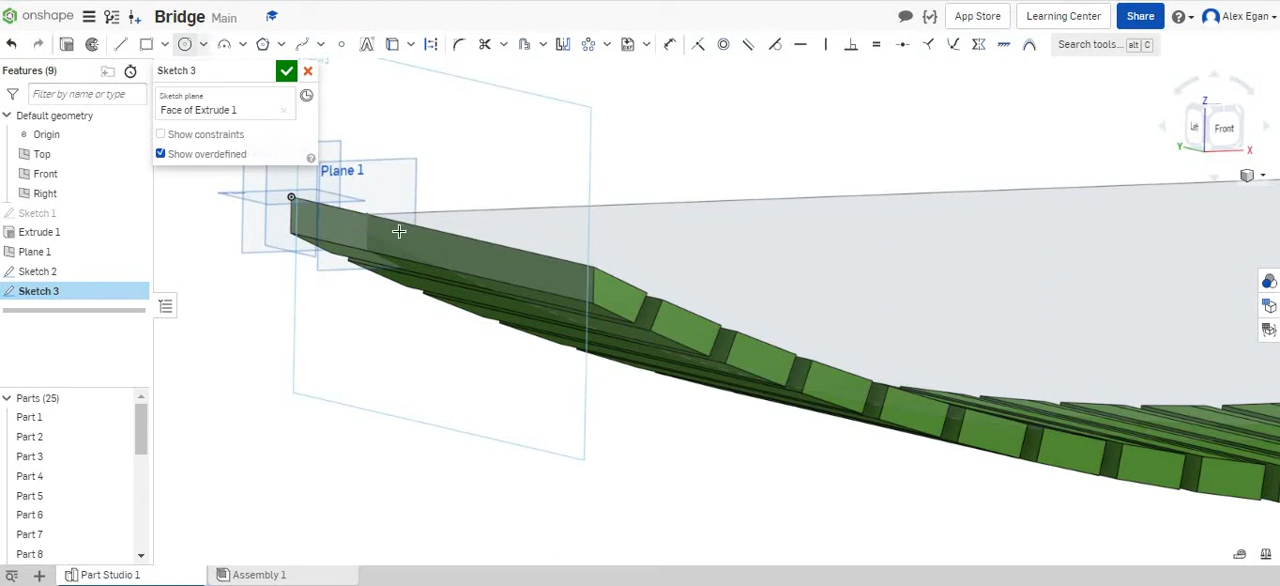 onshape Bridge Main App Store Learning Center Share Alex Egan
Search tools... alt C
Features (9)
Filter by name or type
Default geometry
Origin
Top
Front
Right
Sketch 1
Extrude 1
Plane 1
Sketch 2
Sketch 3
Parts (25)
Part 1
Part 2
Part 3
Part 4
Part 5
Part 6
Part 7
Part 8
Sketch 3
Sketch plane
Face of Extrude 1
Show constraints
Show overdefined
Plane 1
Z
Left
Front
Y
X
Part Studio 1
Assembly 1